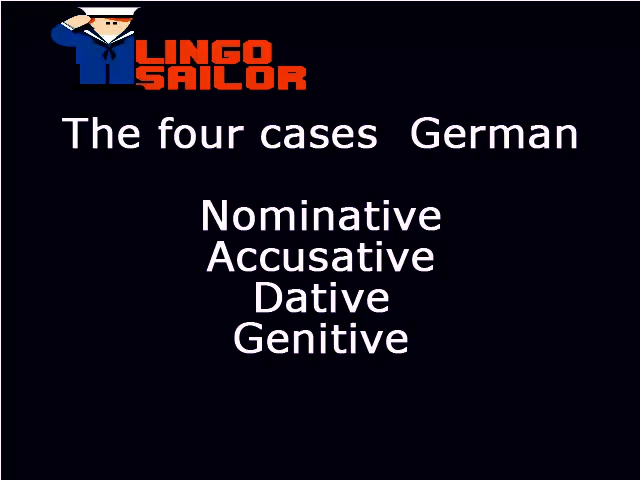 LINGO
SAILOR
The four cases  German
Nominative
Accusative
Dative
Genitive